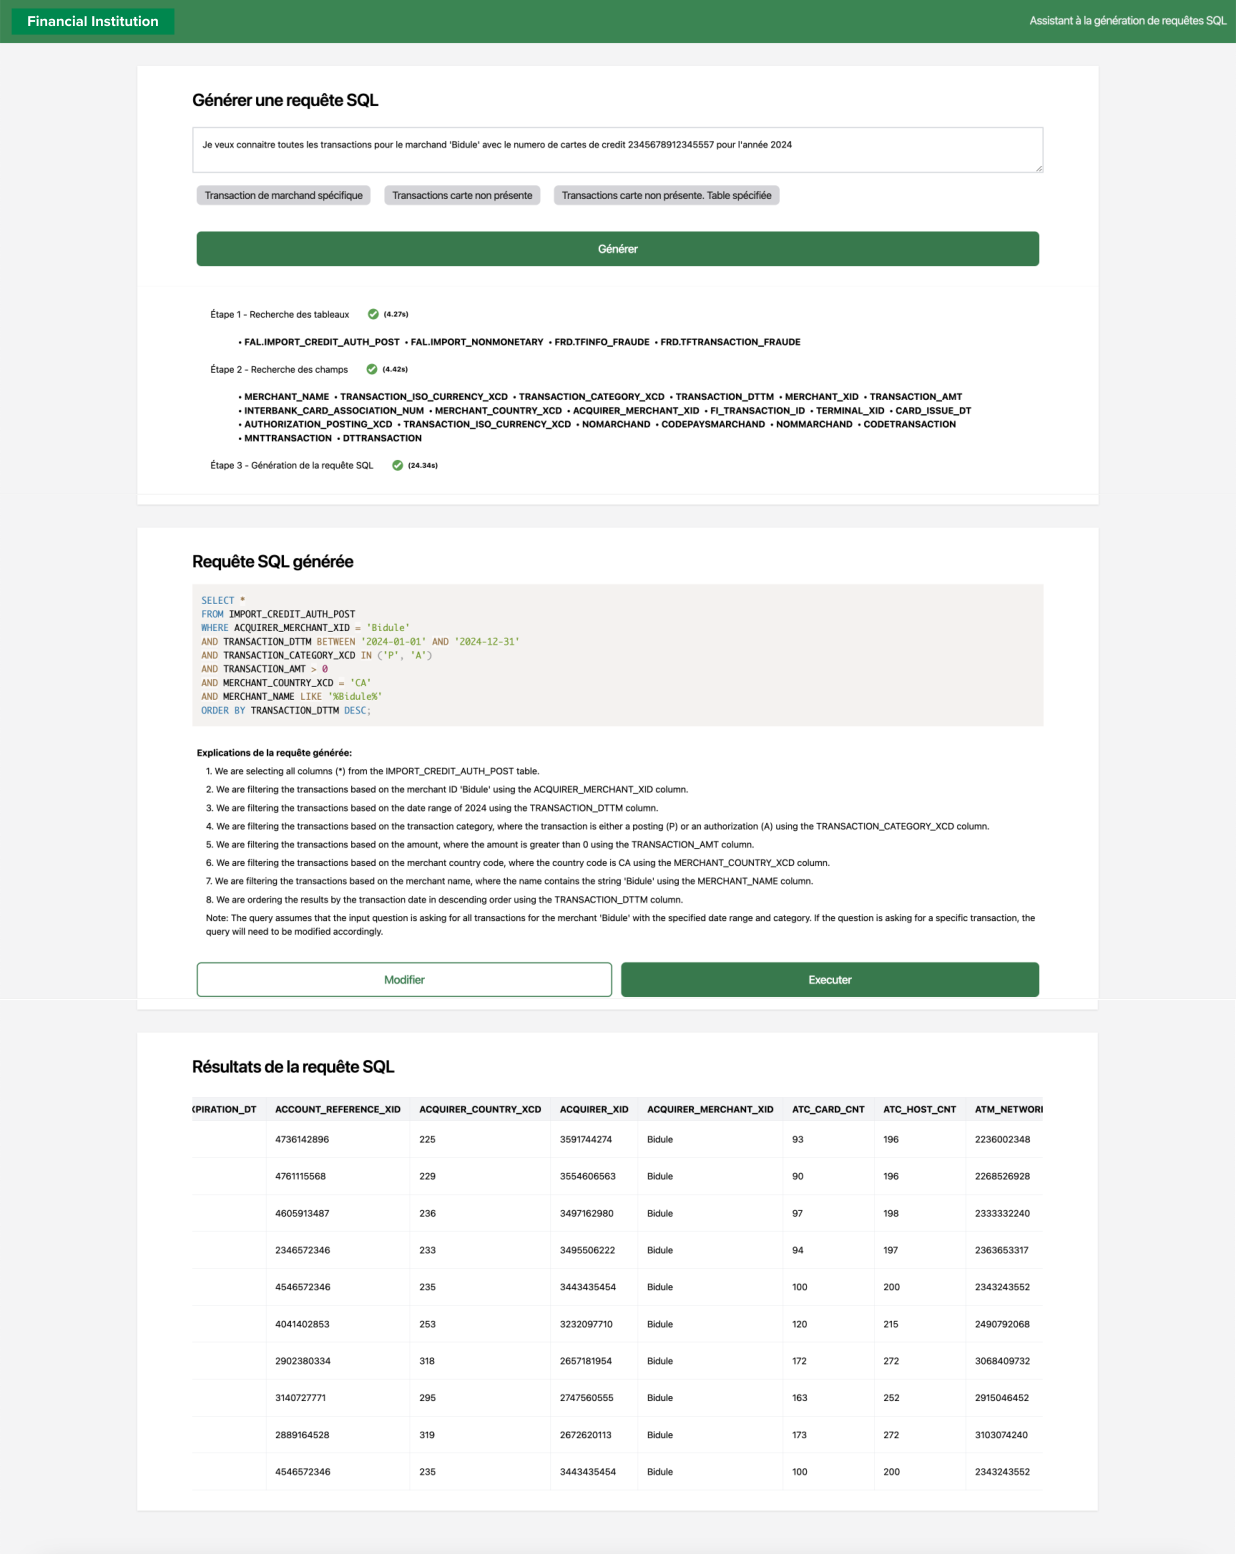 Financial Institution
Assistant à la génération de requêtes SQL
Générer une requête SQL
Je veux connaitre toutes les transactions pour le marchand 'Bidule' avec le numero de cartes de credit 2345678912345557 pour l'année 2024
Transaction de marchand spécifique
Transactions carte non présente
Transactions carte non présente. Table spécifiée
Générer
Étape 1 - Recherche des tableaux (4.27s)
• FAL.IMPORT_CREDIT_AUTH_POST • FAL.IMPORT_NONMONETARY • FRD.TFINFO_FRAUDE • FRD.TFTRANSACTION_FRAUDE
Étape 2 - Recherche des champs (4.42s)
• MERCHANT_NAME • TRANSACTION_ISO_CURRENCY_XCD • TRANSACTION_CATEGORY_XCD • TRANSACTION_DTTM • MERCHANT_XID • TRANSACTION_AMT
• INTERBANK_CARD_ASSOCIATION_NUM • MERCHANT_COUNTRY_XCD • ACQUIRER_MERCHANT_XID • FI_TRANSACTION_ID • TERMINAL_XID • CARD_ISSUE_DT
• AUTHORIZATION_POSTING_XCD • TRANSACTION_ISO_CURRENCY_XCD • NOMARCHAND • CODEPAYSMARCHAND • NOMMARCHAND • CODETRANSACTION
• MNTTRANSACTION • DTTRANSACTION
Étape 3 - Génération de la requête SQL (24.34s)
Requête SQL générée
SELECT *
FROM IMPORT_CREDIT_AUTH_POST
WHERE ACQUIRER_MERCHANT_XID = 'Bidule'
AND TRANSACTION_DTTM BETWEEN '2024-01-01' AND '2024-12-31'
AND TRANSACTION_CATEGORY_XCD IN ('P', 'A')
AND TRANSACTION_AMT > 0
AND MERCHANT_COUNTRY_XCD = 'CA'
AND MERCHANT_NAME LIKE '%Bidule%'
ORDER BY TRANSACTION_DTTM DESC;
Explications de la requête générée:
1. We are selecting all columns (*) from the IMPORT_CREDIT_AUTH_POST table.
2. We are filtering the transactions based on the merchant ID 'Bidule' using the ACQUIRER_MERCHANT_XID column.
3. We are filtering the transactions based on the date range of 2024 using the TRANSACTION_DTTM column.
4. We are filtering the transactions based on the transaction category, where the transaction is either a posting (P) or an authorization (A) using the TRANSACTION_CATEGORY_XCD column.
5. We are filtering the transactions based on the amount, where the amount is greater than 0 using the TRANSACTION_AMT column.
6. We are filtering the transactions based on the merchant country code, where the country code is CA using the MERCHANT_COUNTRY_XCD column.
7. We are filtering the transactions based on the merchant name, where the name contains the string 'Bidule' using the MERCHANT_NAME column.
8. We are ordering the results by the transaction date in descending order using the TRANSACTION_DTTM column.
Note: The query assumes that the input question is asking for all transactions for the merchant 'Bidule' with the specified date range and category. If the question is asking for a specific transaction, the
query will need to be modified accordingly.
Modifier
Executer
Résultats de la requête SQL
PIRATION_DT ACCOUNT_REFERENCE_XID ACQUIRER_COUNTRY_XCD ACQUIRER_XID ACQUIRER_MERCHANT_XID ATC_CARD_CNT ATC_HOST_CNT ATM_NETWOR
4736142896 225 3591744274 Bidule 93 196 2236002348
4761115568 229 3554606563 Bidule 90 196 2268526928
4605913487 236 3497162980 Bidule 97 198 2333332240
2346572346 233 3495506222 Bidule 94 197 2363653317
4546572346 235 3443435454 Bidule 100 200 2343243552
4041402853 253 3232097710 Bidule 120 215 2490792068
2902380334 318 2657181954 Bidule 172 272 3068409732
3140727771 295 2747560555 Bidule 163 252 2915046452
2889164528 319 2672620113 Bidule 173 272 3103074240
4546572346 235 3443435454 Bidule 100 200 2343243552